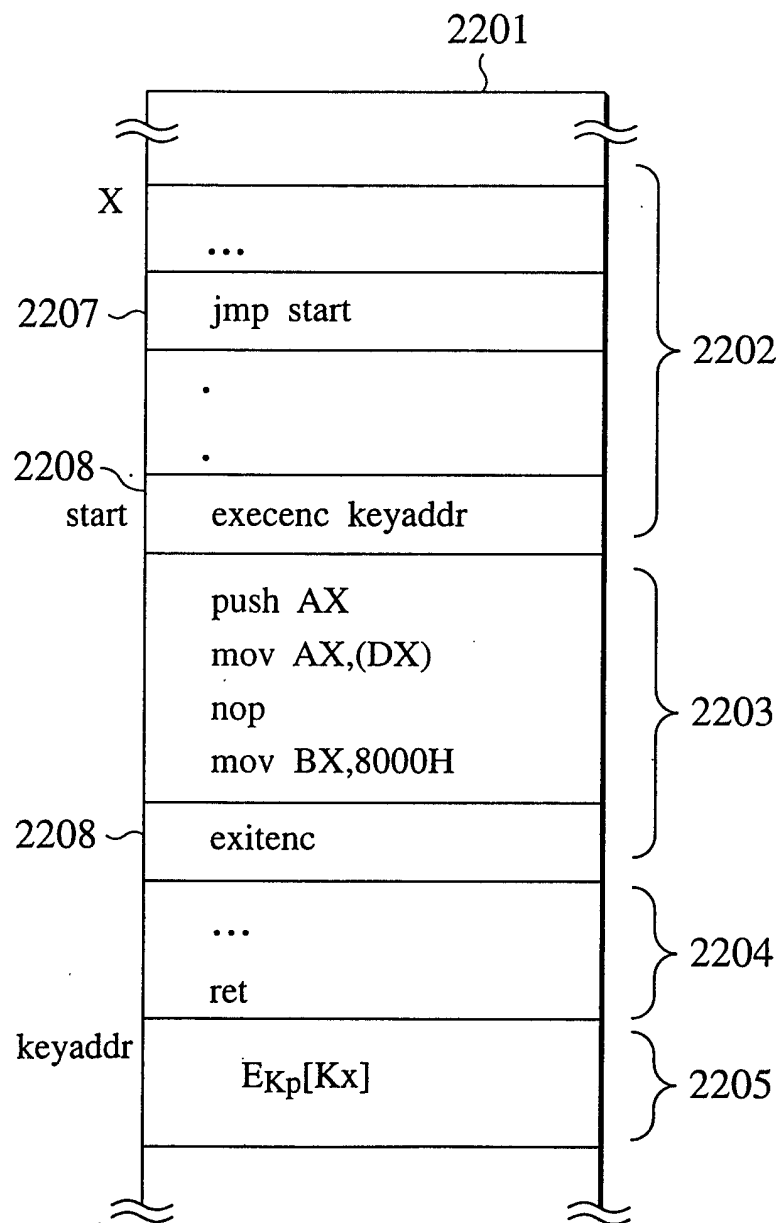 2201
X
...
2207
jmp start
2202
.
.
2208
start
execenc keyaddr
push AX
mov AX,(DX)
nop
mov BX,8000H
2203
2208
exitenc
...
2204
ret
keyaddr
EKp[Kx]
2205